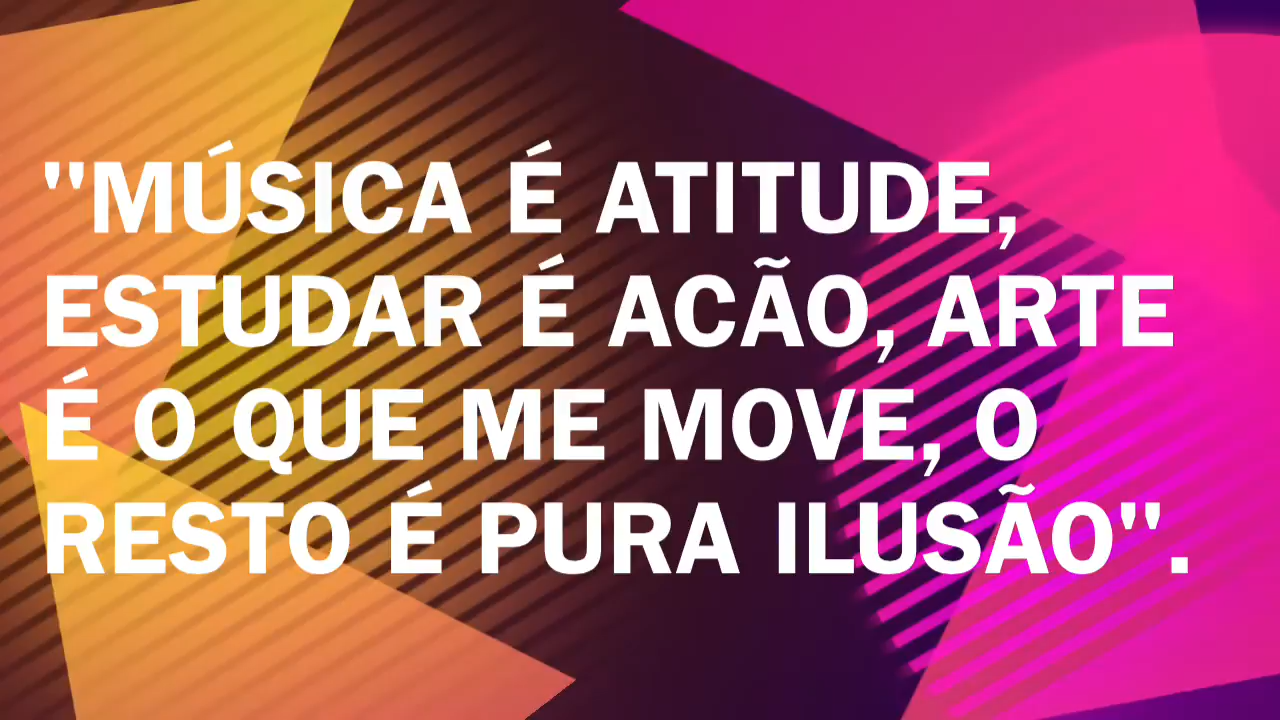 "MÚSICA É ATITUDE,
ESTUDAR É ACÃO, ARTE
É O QUE ME MOVE, O
RESTO É PURA ILUSÃO".